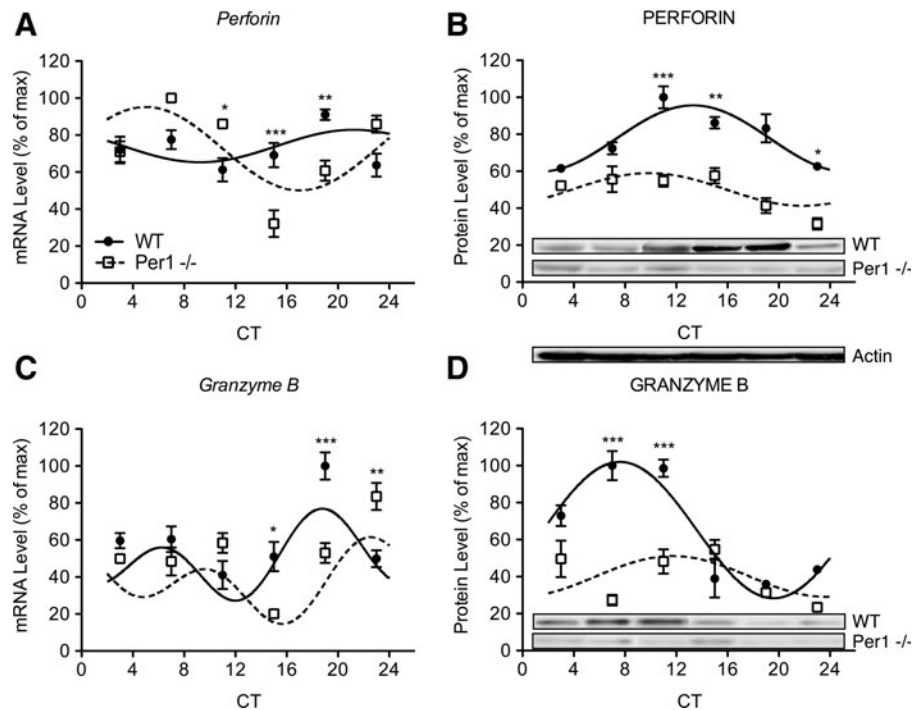 A
Perforin
mRNA Level (% of max)
120
100
80
60
40
20
0
WT
Per1 -/-
*
***
**
0 4 8 12 16 20 24
CT
B
PERFORIN
Protein Level (% of max)
120
100
80
60
40
20
0
***
**
*
WT
Per1 -/-
0 4 8 12 16 20 24
CT
Actin
C
Granzyme B
mRNA Level (% of max)
120
100
80
60
40
20
0
*
***
**
0 4 8 12 16 20 24
CT
D
GRANZYME B
Protein Level (% of max)
120
100
80
60
40
20
0
***
***
WT
Per1 -/-
0 4 8 12 16 20 24
CT